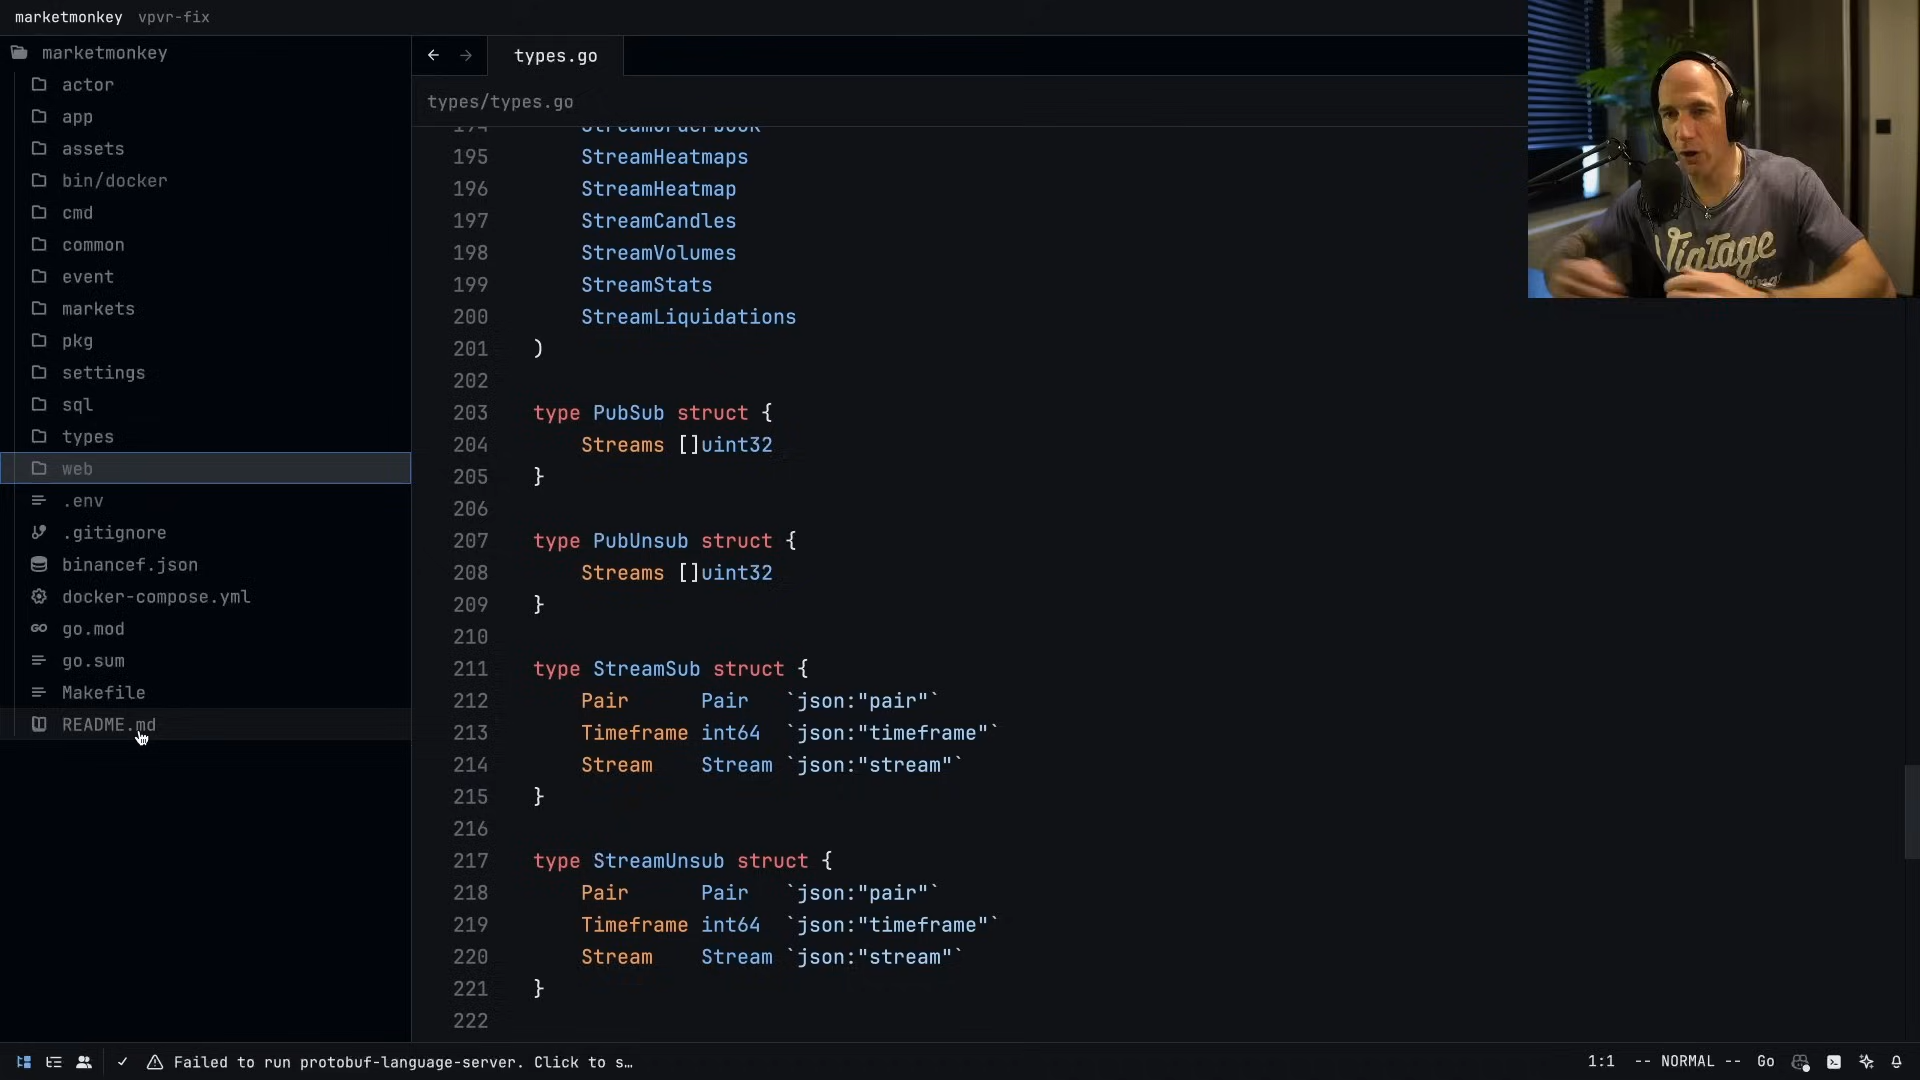 marketmonkey vpvr-fix
marketmonkey
actor
app
assets
bin/docker
cmd
common
event
markets
pkg
settings
sql
types
web
.env
.gitignore
binancef.json
docker-compose.yml
go.mod
go.sum
Makefile
README.md
types.go
types/types.go
194 StreamOrderbook
195 StreamHeatmaps
196 StreamHeatmap
197 StreamCandles
198 StreamVolumes
199 StreamStats
200 StreamLiquidations
201 )
202
203 type PubSub struct {
204 Streams []uint32
205 }
206
207 type PubUnsub struct {
208 Streams []uint32
209 }
210
211 type StreamSub struct {
212 Pair Pair `json:"pair"`
213 Timeframe int64 `json:"timeframe"`
214 Stream Stream `json:"stream"`
215 }
216
217 type StreamUnsub struct {
218 Pair Pair `json:"pair"`
219 Timeframe int64 `json:"timeframe"`
220 Stream Stream `json:"stream"`
221 }
222
Vintage
Failed to run protobuf-language-server. Click to s…
1:1 -- NORMAL -- Go